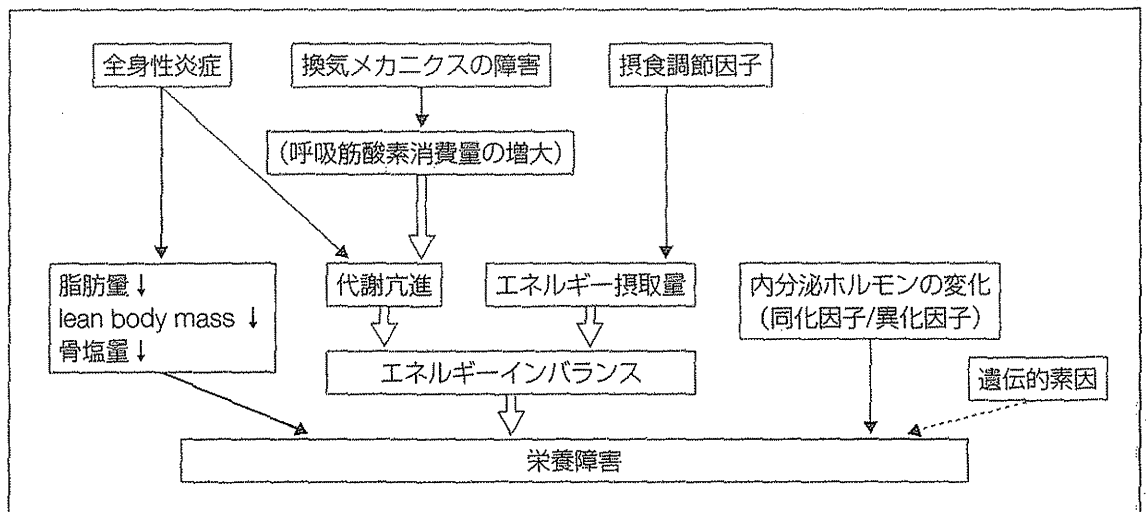 全身性炎症
換気メカニクスの障害
摂食調節因子
(呼吸筋酸素消費量の増大)
脂肪量↓
lean body mass ↓
骨塩量↓
代謝亢進
エネルギー摂取量
内分泌ホルモンの変化
(同化因子/異化因子)
エネルギーインバランス
遺伝的素因
栄養障害